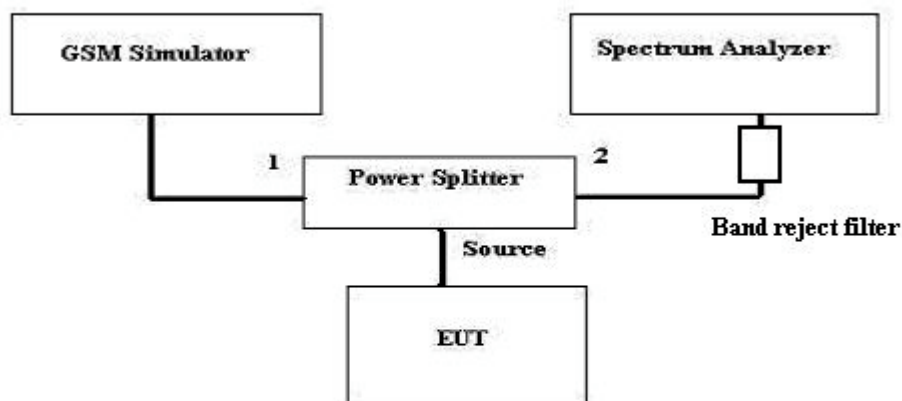 GSM Simulator
Spectrum Analyzer
1
2
Power Splitter
Band reject filter
Source
EUT